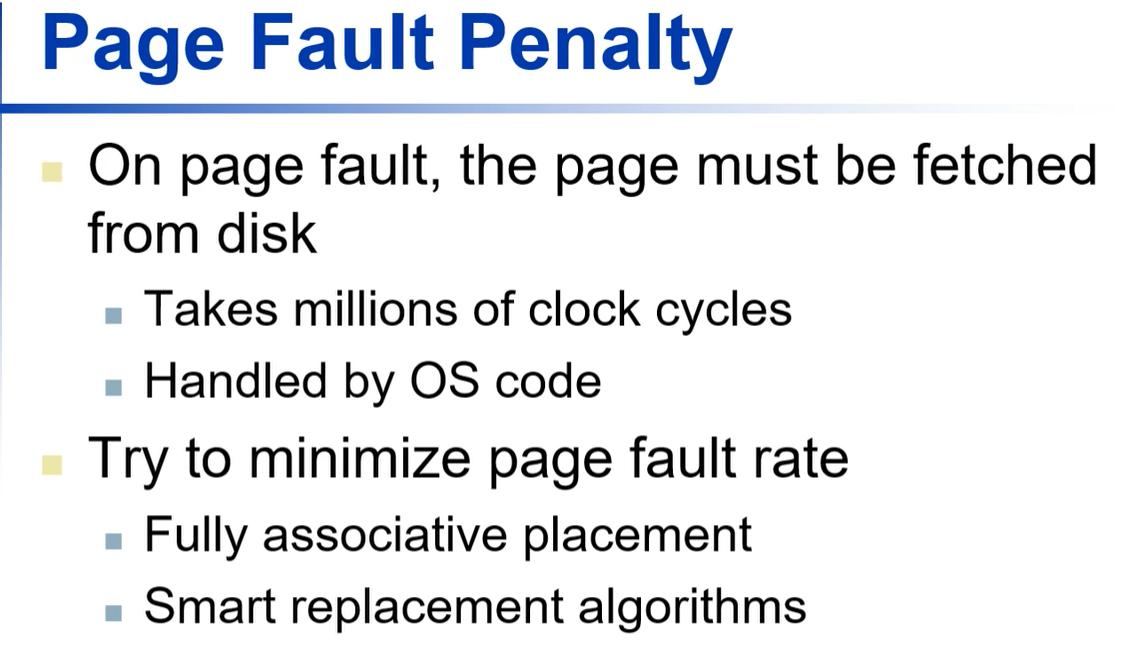 Page Fault Penalty
On page fault, the page must be fetched
from disk
Takes millions of clock cycles
Handled by OS code
Try to minimize page fault rate
Fully associative placement
Smart replacement algorithms